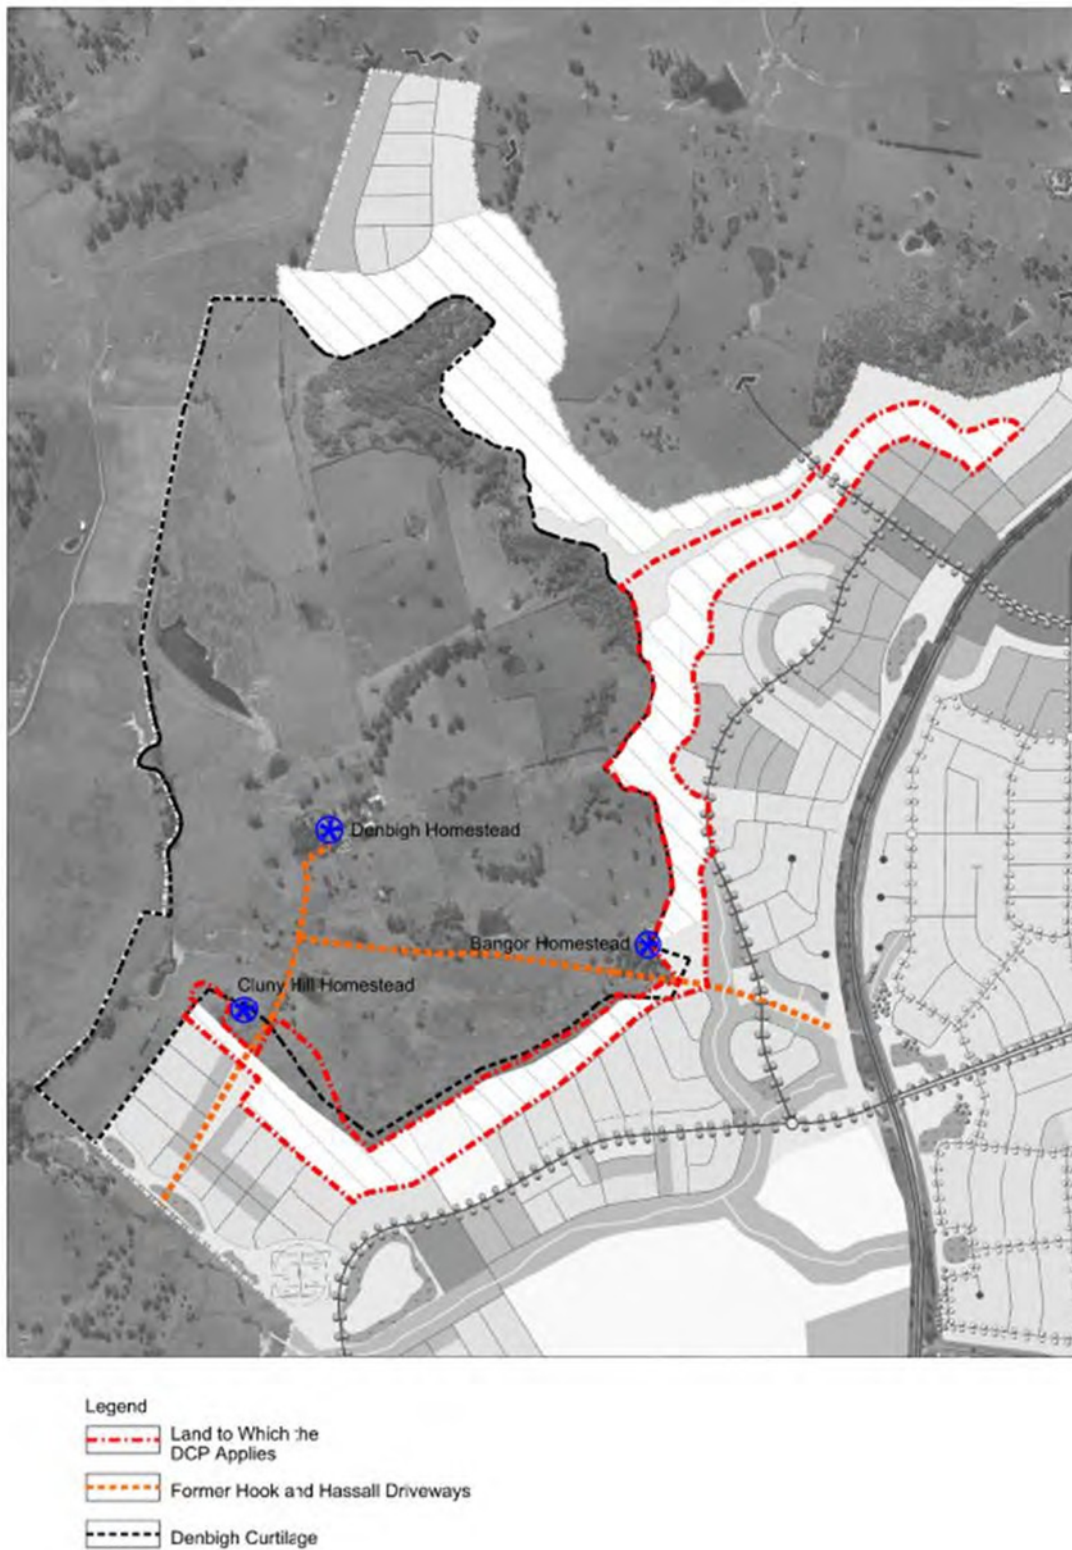 Denbigh Homestead
Bangor Homestead
Cluny Hill Homestead
Legend
Land to Which the
DCP Applies
Former Hook and Hassall Driveways
Denbigh Curtilage